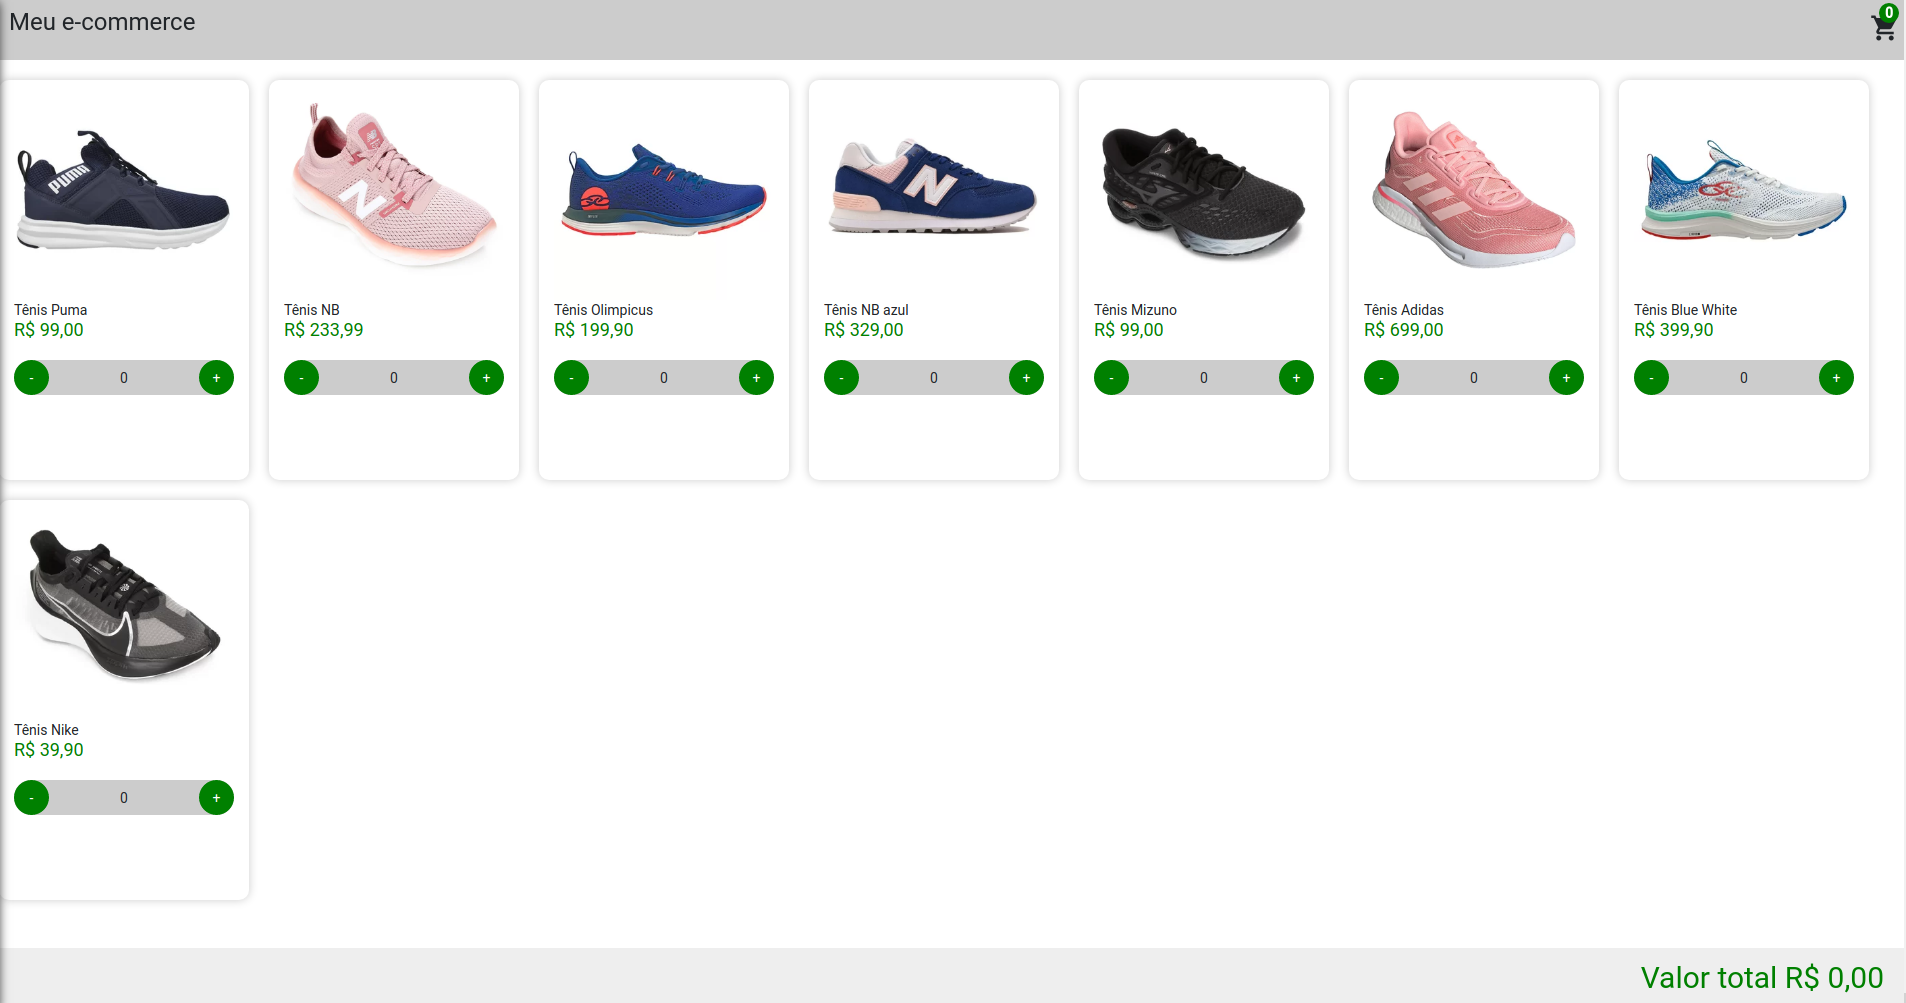 Meu e-commerce
0
PUMA
Tênis Puma
R$ 99,00
- 0 +
N
Tênis NB
R$ 233,99
- 0 +
Tênis Olimpicus
R$ 199,90
- 0 +
N
Tênis NB azul
R$ 329,00
- 0 +
Tênis Mizuno
R$ 99,00
- 0 +
Tênis Adidas
R$ 699,00
- 0 +
Tênis Blue White
R$ 399,90
- 0 +
Tênis Nike
R$ 39,90
- 0 +
Valor total R$ 0,00